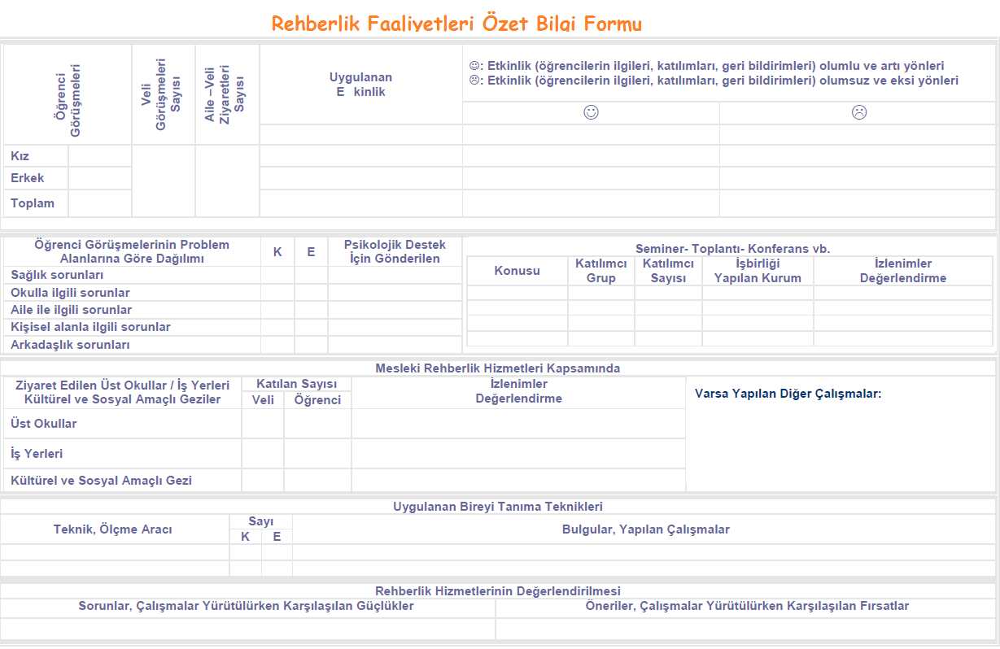 Rehberlik Faaliyetleri Özet Bilgi Formu
Öğrenci
Görüşmeleri
Veli
Görüşmeleri
Sayısı
Aile –Veli
Ziyaretleri
Sayısı
Uygulanan
E kinlik
☺: Etkinlik (öğrencilerin ilgileri, katılımları, geri bildirimleri) olumlu ve artı yönleri
☹: Etkinlik (öğrencilerin ilgileri, katılımları, geri bildirimleri) olumsuz ve eksi yönleri
☺ ☹
Kız
Erkek
Toplam
Öğrenci Görüşmelerinin Problem
Alanlarına Göre Dağılımı
K
E
Psikolojik Destek
İçin Gönderilen
Sağlık sorunları
Okulla ilgili sorunlar
Aile ile ilgili sorunlar
Kişisel alanla ilgili sorunlar
Arkadaşlık sorunları
Seminer- Toplantı- Konferans vb.
Konusu
Katılımcı
Grup
Katılımcı
Sayısı
İşbirliği
Yapılan Kurum
İzlenimler
Değerlendirme
Mesleki Rehberlik Hizmetleri Kapsamında
Ziyaret Edilen Üst Okullar / İş Yerleri
Kültürel ve Sosyal Amaçlı Geziler
Katılan Sayısı
Veli
Öğrenci
İzlenimler
Değerlendirme
Üst Okullar
İş Yerleri
Kültürel ve Sosyal Amaçlı Gezi
Varsa Yapılan Diğer Çalışmalar:
Uygulanan Bireyi Tanıma Teknikleri
Teknik, Ölçme Aracı
Sayı
K
E
Bulgular, Yapılan Çalışmalar
Rehberlik Hizmetlerinin Değerlendirilmesi
Sorunlar, Çalışmalar Yürütülürken Karşılaşılan Güçlükler
Öneriler, Çalışmalar Yürütülürken Karşılaşılan Fırsatlar